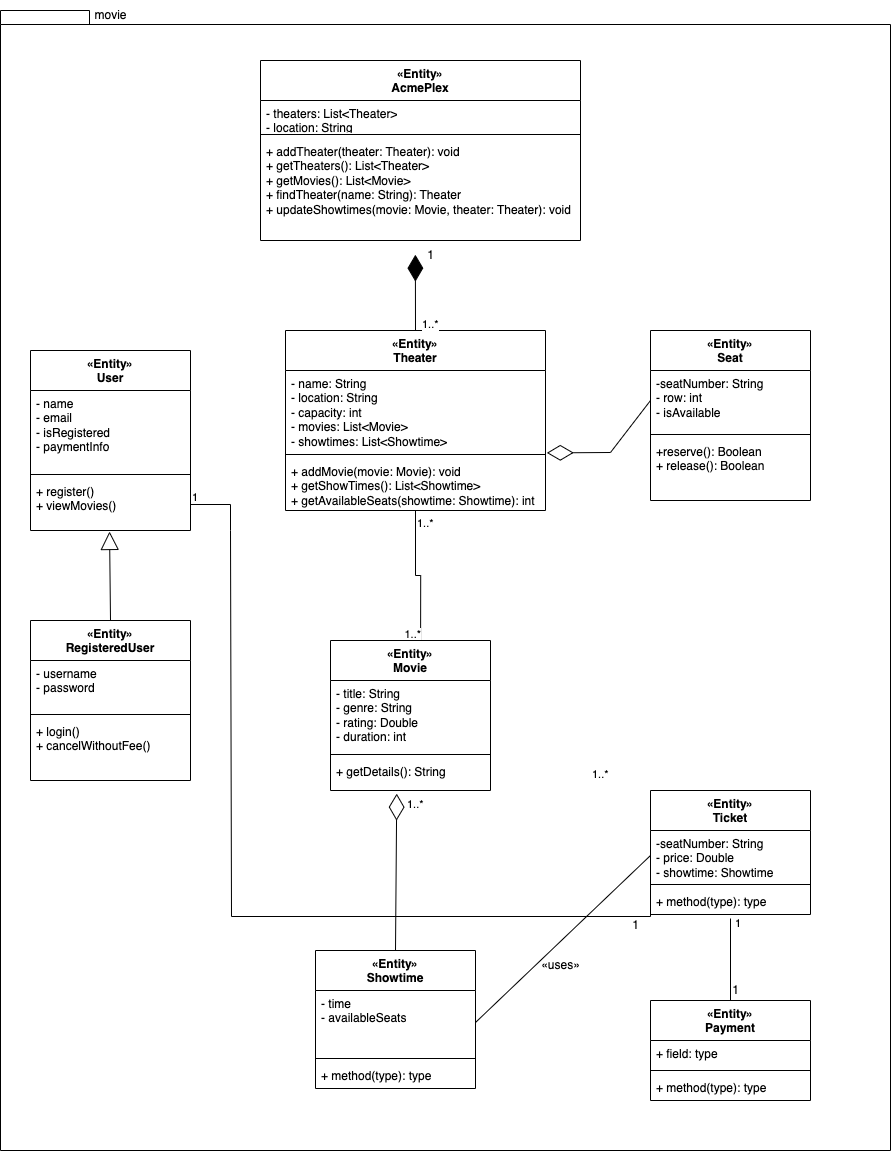 movie
«Entity»
AcmePlex
- theaters: List<Theater>
- location: String
+ addTheater(theater: Theater): void
+ getTheaters(): List<Theater>
+ getMovies(): List<Movie>
+ findTheater(name: String): Theater
+ updateShowtimes(movie: Movie, theater: Theater): void
1
1..*
«Entity»
Theater
- name: String
- location: String
- capacity: int
- movies: List<Movie>
- showtimes: List<Showtime>
+ addMovie(movie: Movie): void
+ getShowTimes(): List<Showtime>
+ getAvailableSeats(showtime: Showtime): int
«Entity»
Seat
-seatNumber: String
- row: int
- isAvailable
+reserve(): Boolean
+ release(): Boolean
«Entity»
User
- name
- email
- isRegistered
- paymentInfo
+ register()
+ viewMovies()
1
1..*
«Entity»
RegisteredUser
- username
- password
+ login()
+ cancelWithoutFee()
1..*
«Entity»
Movie
- title: String
- genre: String
- rating: Double
- duration: int
+ getDetails(): String
1..*
1..*
«Entity»
Ticket
-seatNumber: String
- price: Double
- showtime: Showtime
+ method(type): type
1
1
«uses»
«Entity»
Showtime
- time
- availableSeats
+ method(type): type
1
«Entity»
Payment
+ field: type
+ method(type): type